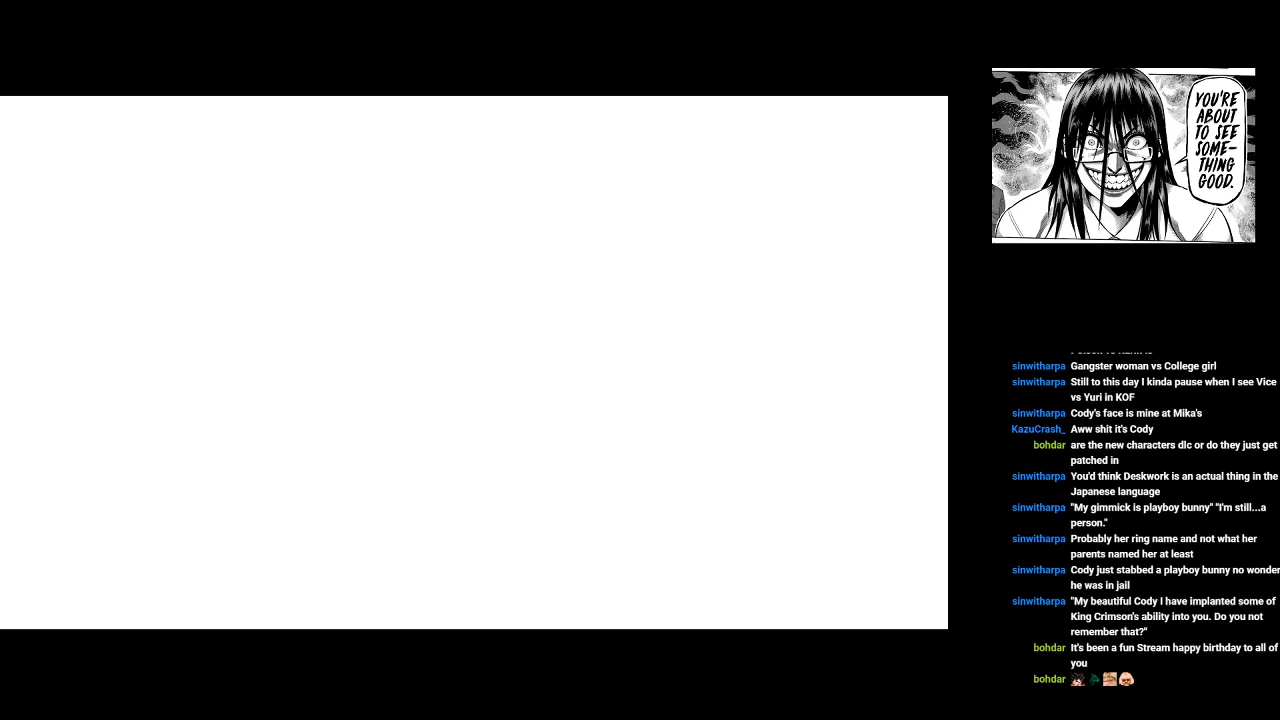 YOU'RE
ABOUT
TO SEE
SOME-
THING
GOOD.
sinwitharpa Gangster woman vs College girl
sinwitharpa Still to this day I kinda pause when I see Vice
vs Yuri in KOF
sinwitharpa Cody's face is mine at Mika's
KazuCrash_ Aww shit it's Cody
bohdar are the new characters dlc or do they just get
patched in
sinwitharpa You'd think Deskwork is an actual thing in the
Japanese language
sinwitharpa "My gimmick is playboy bunny" "I'm still...a
person."
sinwitharpa Probably her ring name and not what her
parents named her at least
sinwitharpa Cody just stabbed a playboy bunny no wonder
he was in jail
sinwitharpa "My beautiful Cody I have implanted some of
King Crimson's ability into you. Do you not
remember that?"
bohdar It's been a fun Stream happy birthday to all of
you
bohdar